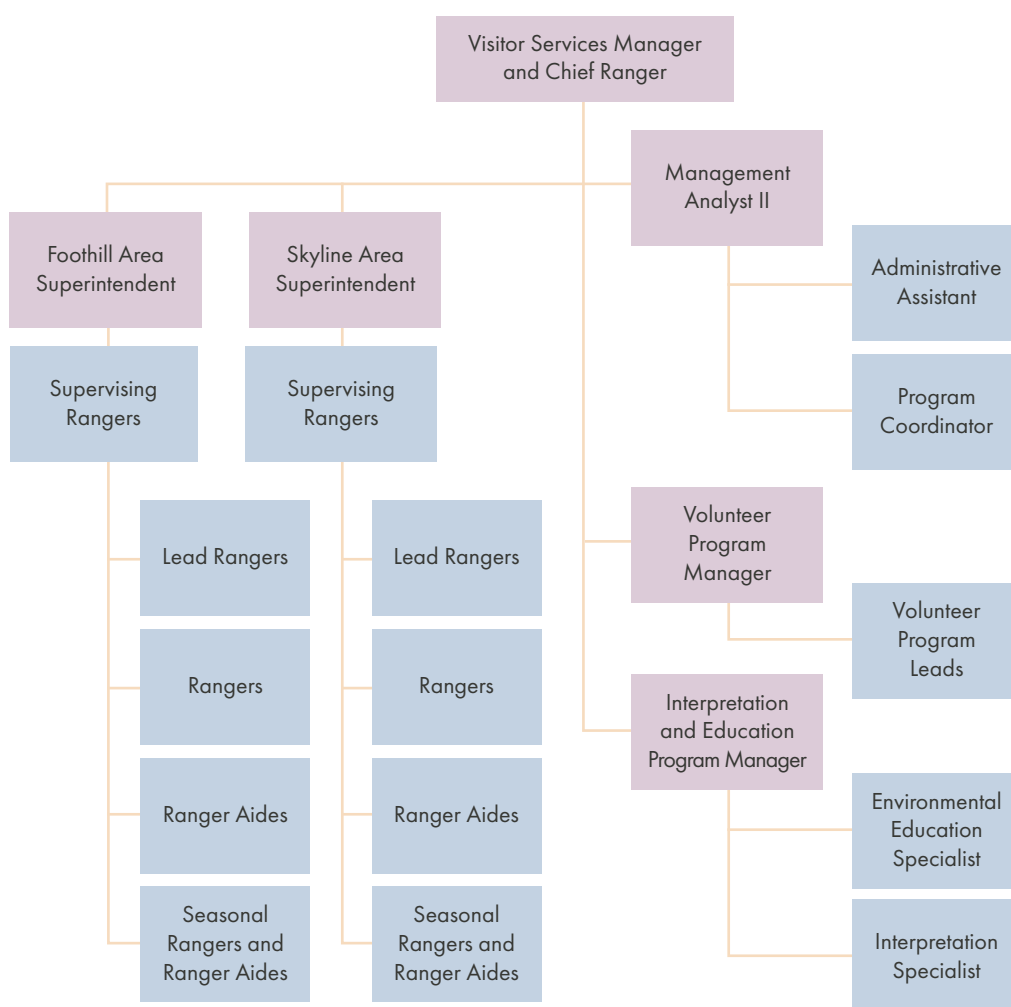 Visitor Services Manager
and Chief Ranger
Management
Analyst II
Foothill Area
Superintendent
Skyline Area
Superintendent
Administrative
Assistant
Supervising
Rangers
Supervising
Rangers
Program
Coordinator
Lead Rangers
Lead Rangers
Volunteer
Program
Manager
Volunteer
Program
Leads
Rangers
Rangers
Interpretation
and Education
Program Manager
Ranger Aides
Ranger Aides
Environmental
Education
Specialist
Seasonal
Rangers and
Ranger Aides
Seasonal
Rangers and
Ranger Aides
Interpretation
Specialist